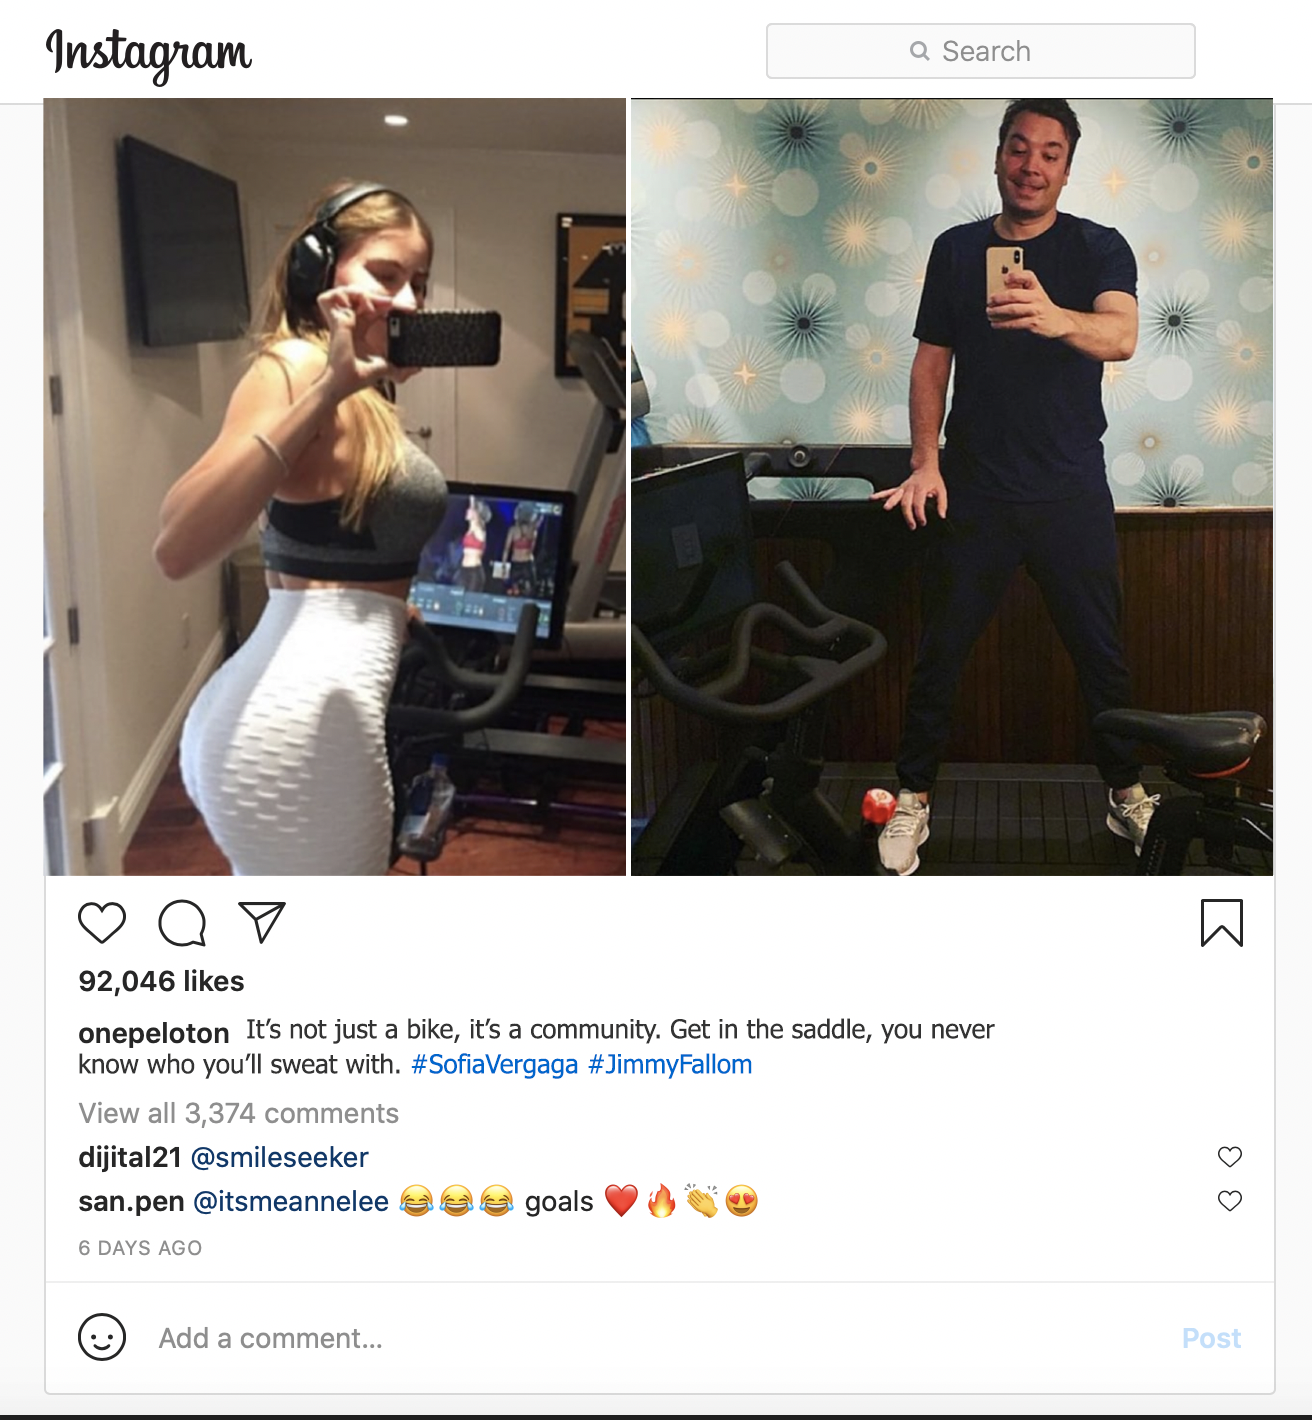 Instagram
Search
92,046 likes
onepeloton It's not just a bike, it's a community. Get in the saddle, you never
know who you'll sweat with. #SofiaVergaga #JimmyFallom
View all 3,374 comments
dijital21 @smileseeker
san.pen @itsmeannelee 😂😂😂 goals ❤️🔥👏😍
6 DAYS AGO
Add a comment...
Post